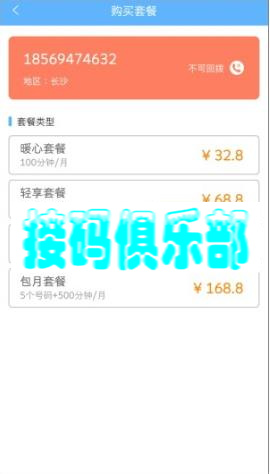 购买套餐
18569474632
不可回拨
地区：长沙
套餐类型
暖心套餐
100分钟/月
￥32.8
轻享套餐
￥68.8
接码俱乐部
包月套餐
5个号码+500分钟/月
￥168.8